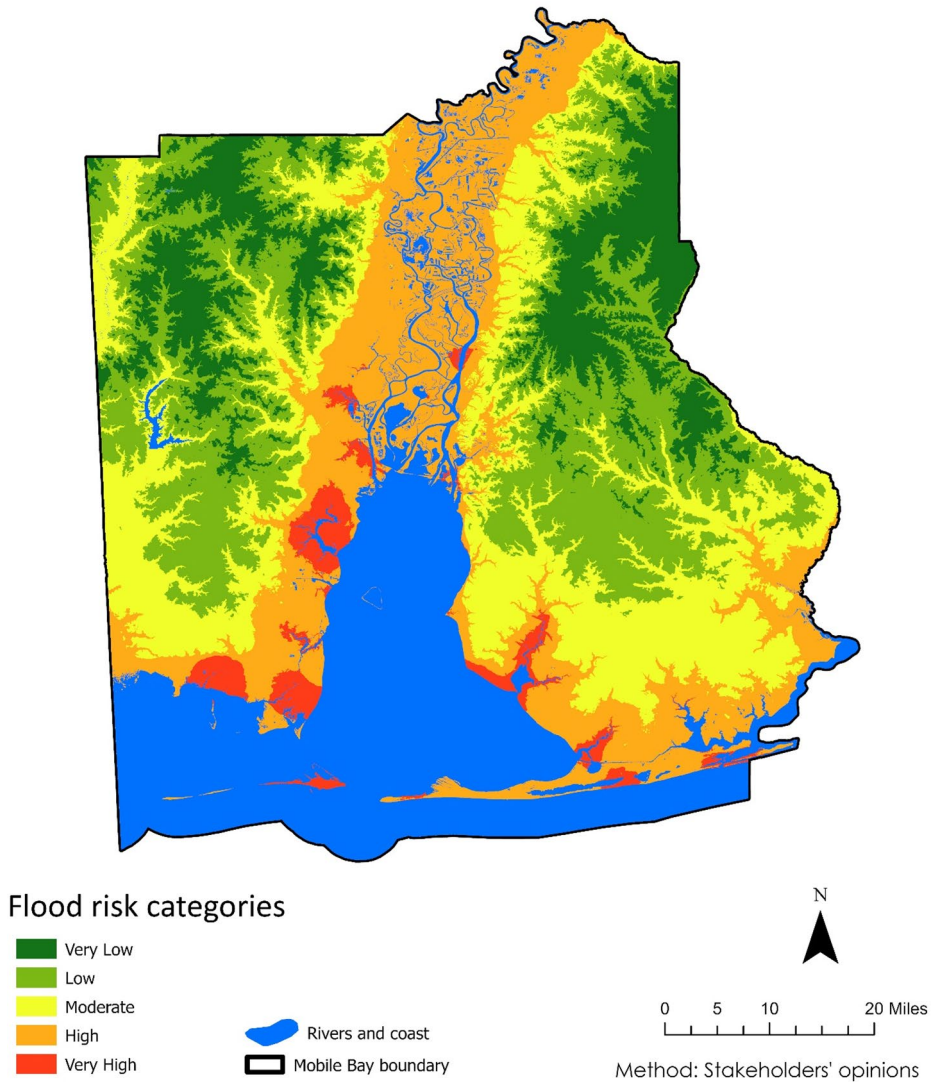 Flood risk categories
Very Low
Low
Moderate
High
Very High
Rivers and coast
Mobile Bay boundary
N
0 5 10 20 Miles
Method: Stakeholders' opinions